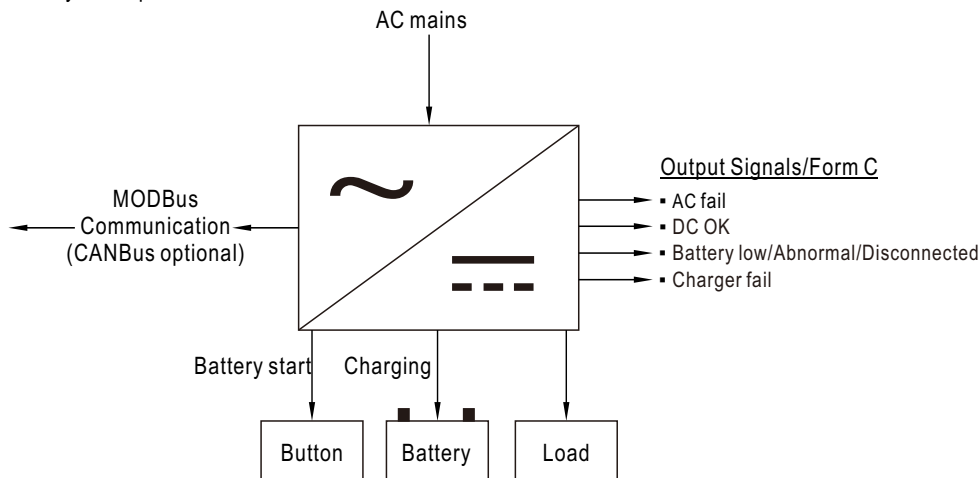 AC mains
Output Signals/Form C
▪ AC fail
▪ DC OK
▪ Battery low/Abnormal/Disconnected
▪ Charger fail
MODBus
Communication
(CANBus optional)
Battery start
Charging
Button
Battery
Load